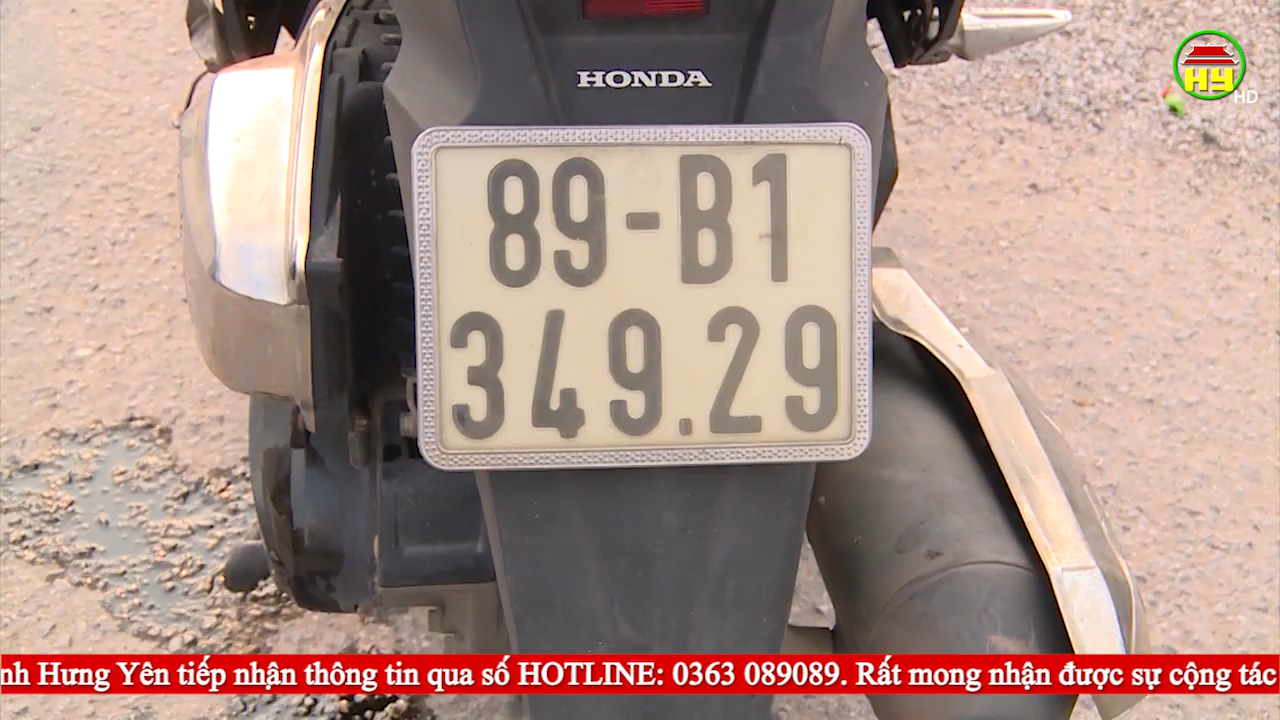 HY
HD
HONDA
89-B1
349.29
nh Hưng Yên tiếp nhận thông tin qua số HOTLINE: 0363 089089. Rất mong nhận được sự cộng tác